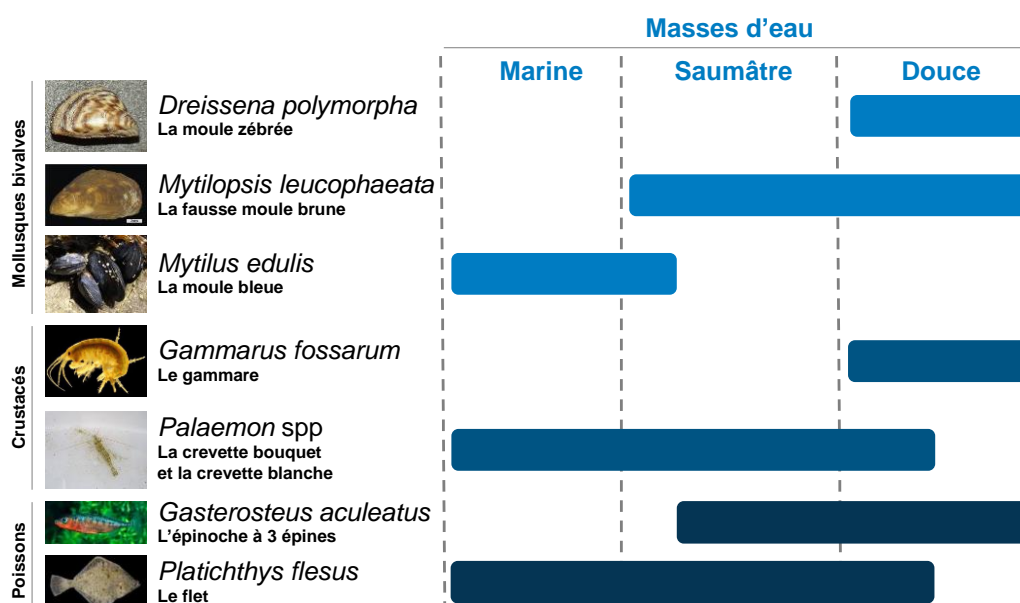 Masses d'eau
Marine
Saumâtre
Douce
Mollusques bivalves
Dreissena polymorpha
La moule zébrée
Mytilopsis leucophaeata
La fausse moule brune
Mytilus edulis
La moule bleue
Crustacés
Gammarus fossarum
Le gammare
Palaemon spp
La crevette bouquet
et la crevette blanche
Poissons
Gasterosteus aculeatus
L'épinoche à 3 épines
Platichthys flesus
Le flet